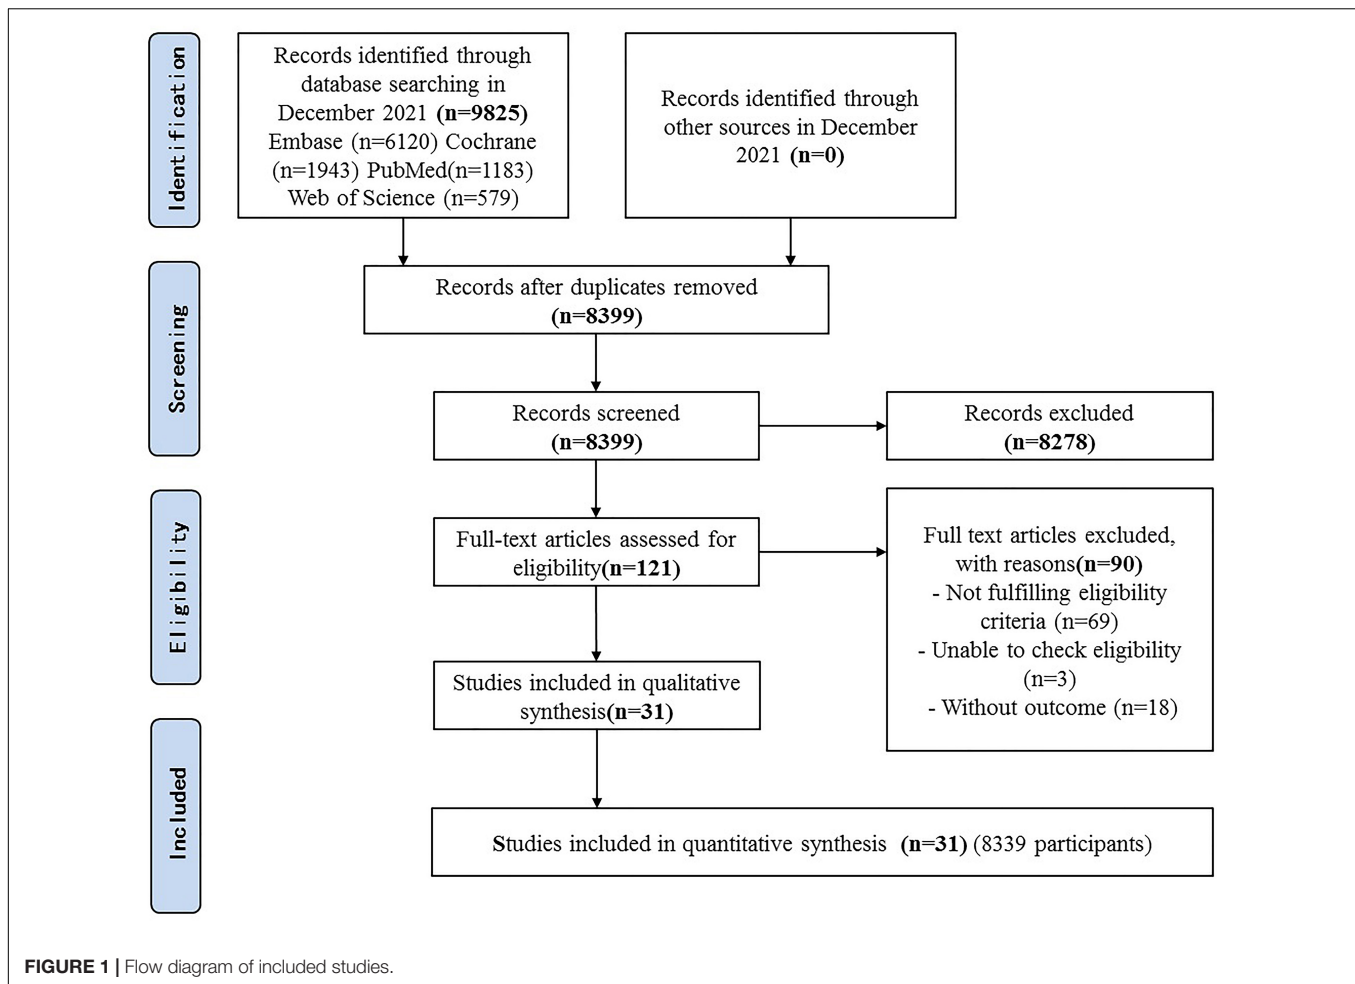 Identification
Records identified through
database searching in
December 2021 (n=9825)
Embase (n=6120) Cochrane
(n=1943) PubMed(n=1183)
Web of Science (n=579)
Records identified through
other sources in December
2021 (n=0)
Screening
Records after duplicates removed
(n=8399)
Records screened
(n=8399)
Records excluded
(n=8278)
Eligibility
Full-text articles assessed for
eligibility(n=121)
Full text articles excluded,
with reasons(n=90)
- Not fulfilling eligibility
criteria (n=69)
- Unable to check eligibility
(n=3)
- Without outcome (n=18)
Studies included in qualitative
synthesis(n=31)
Included
Studies included in quantitative synthesis (n=31) (8339 participants)
FIGURE 1 | Flow diagram of included studies.